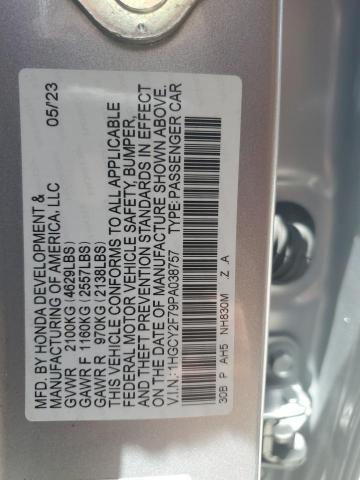 MFD. BY HONDA DEVELOPMENT & 05/23
MANUFACTURING OF AMERICA, LLC
GVWR 2100KG (4629LBS)
GAWR F 1160KG (2557LBS)
GAWR R 970KG (2138LBS)
THIS VEHICLE CONFORMS TO ALL APPLICABLE
FEDERAL MOTOR VEHICLE SAFETY, BUMPER,
AND THEFT PREVENTION STANDARDS IN EFFECT
ON THE DATE OF MANUFACTURE SHOWN ABOVE.
V.I.N.: 1HGCY2F79PA038757 TYPE: PASSENGER CAR
30B P AH5 NH830M .Z .A